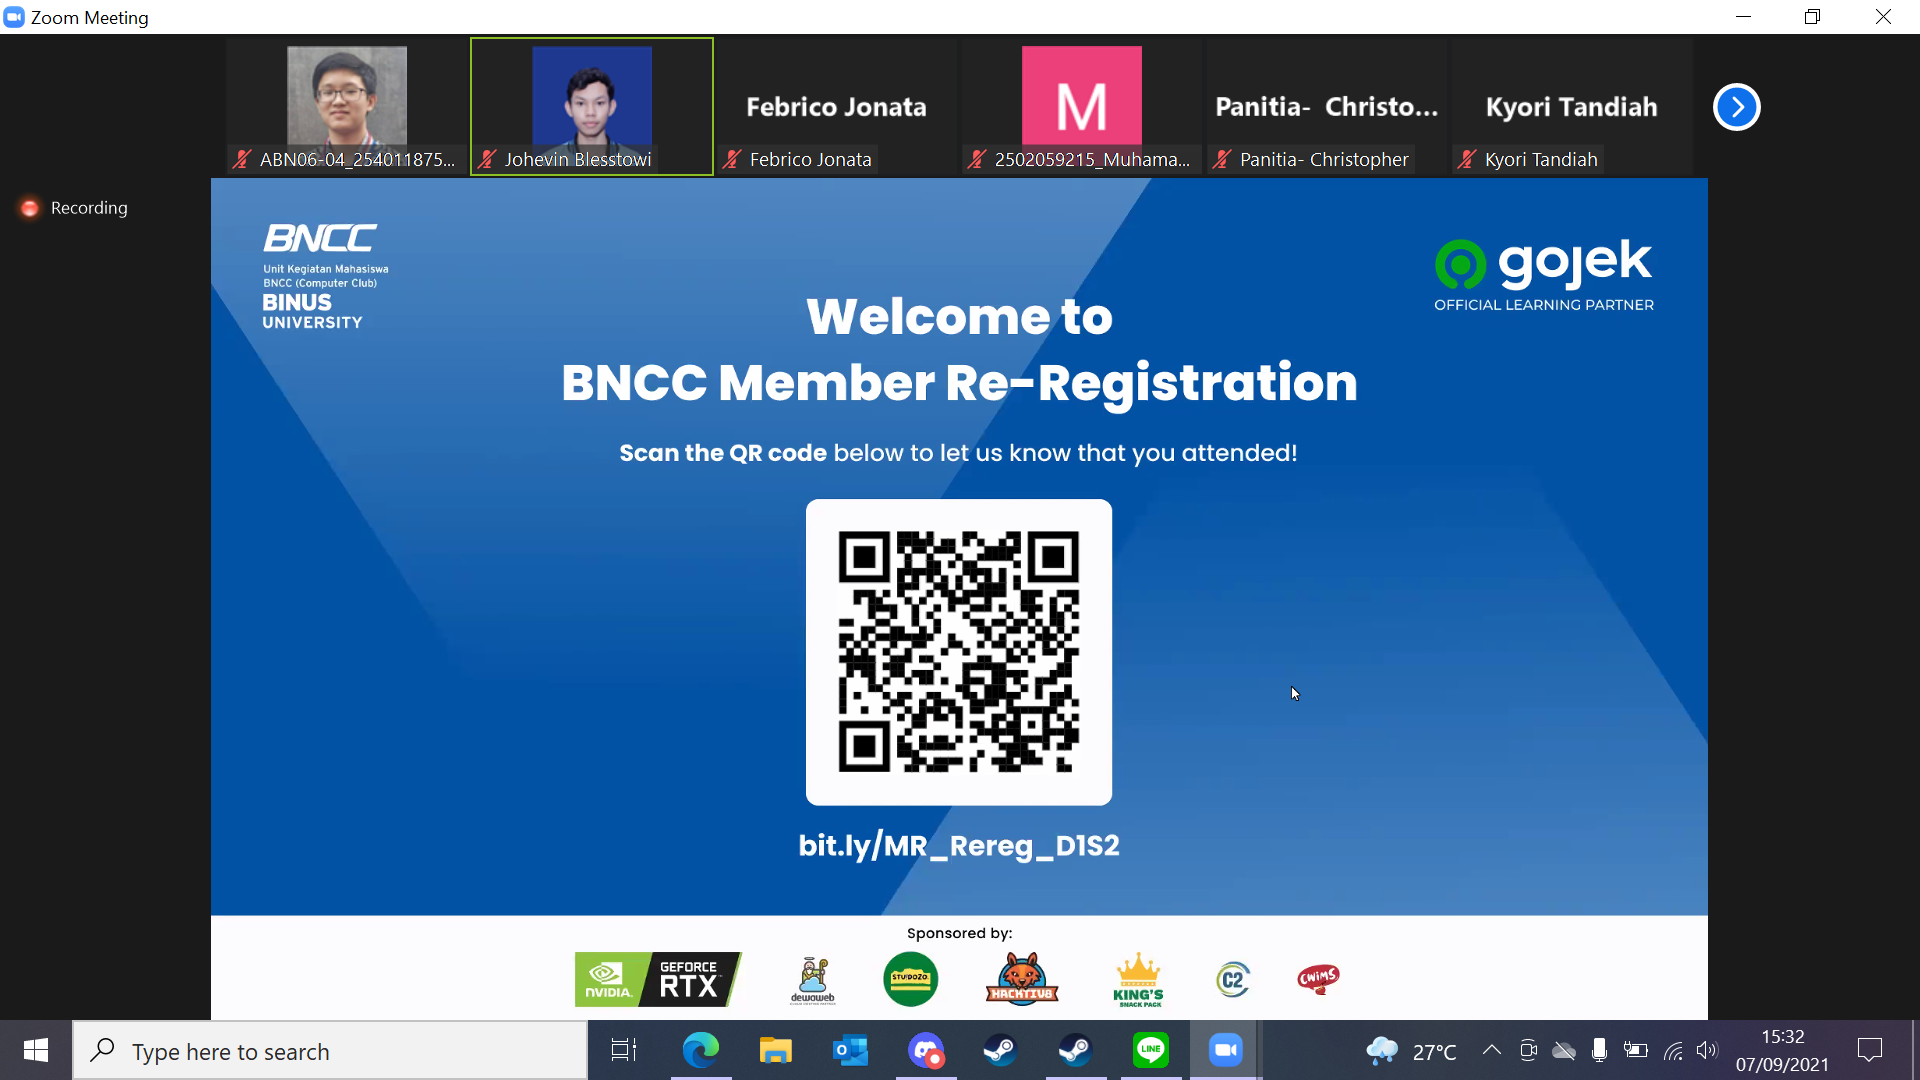 Zoom Meeting
Febrico Jonata
M
Panitia- Christo...
Kyori Tandiah
ABN06-04_254011875...
Johevin Blesstowi
Febrico Jonata
2502059215_Muhama...
Panitia- Christopher
Kyori Tandiah
Recording
BNCC
Unit Kegiatan Mahasiswa
BNCC (Computer Club)
BINUS
UNIVERSITY
gojek
OFFICIAL LEARNING PARTNER
Welcome to
BNCC Member Re-Registration
Scan the QR code below to let us know that you attended!
bit.ly/MR_Rereg_D1S2
Sponsored by:
NVIDIA.
GEFORCE
RTX
dewaweb
STUDOZO
HACKTIV8
KING'S
SNACK PACK
C2
CWIMS
Type here to search
LINE
27°C
15:32
07/09/2021